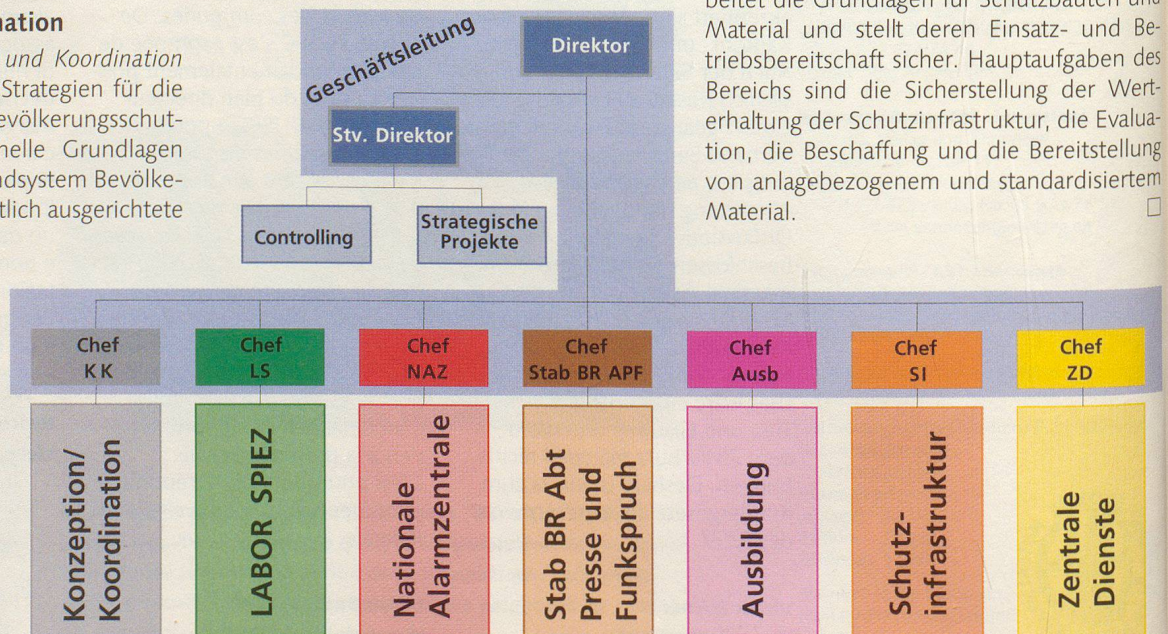 nation
und Koordination
Strategien für die
evölkerungsschut-
nelle Grundlagen
ndsystem Bevölke-
tlich ausgerichtete
Geschäftsleitung
Direktor
Stv. Direktor
Controlling
Strategische
Projekte
Material und stellt deren Einsatz- und Be-
triebsbereitschaft sicher. Hauptaufgaben des
Bereichs sind die Sicherstellung der Wert-
erhaltung der Schutzinfrastruktur, die Evalua-
tion, die Beschaffung und die Bereitstellung
von anlagebezogenem und standardisiertem
Material.
Chef
KK
Chef
LS
Chef
NAZ
Chef
Stab BR APF
Chef
Ausb
Chef
SI
Chef
ZD
Konzeption/
Koordination
LABOR SPIEZ
Nationale
Alarmzentrale
Stab BR Abt
Presse und
Funkspruch
Ausbildung
Schutz-
infrastruktur
Zentrale
Dienste